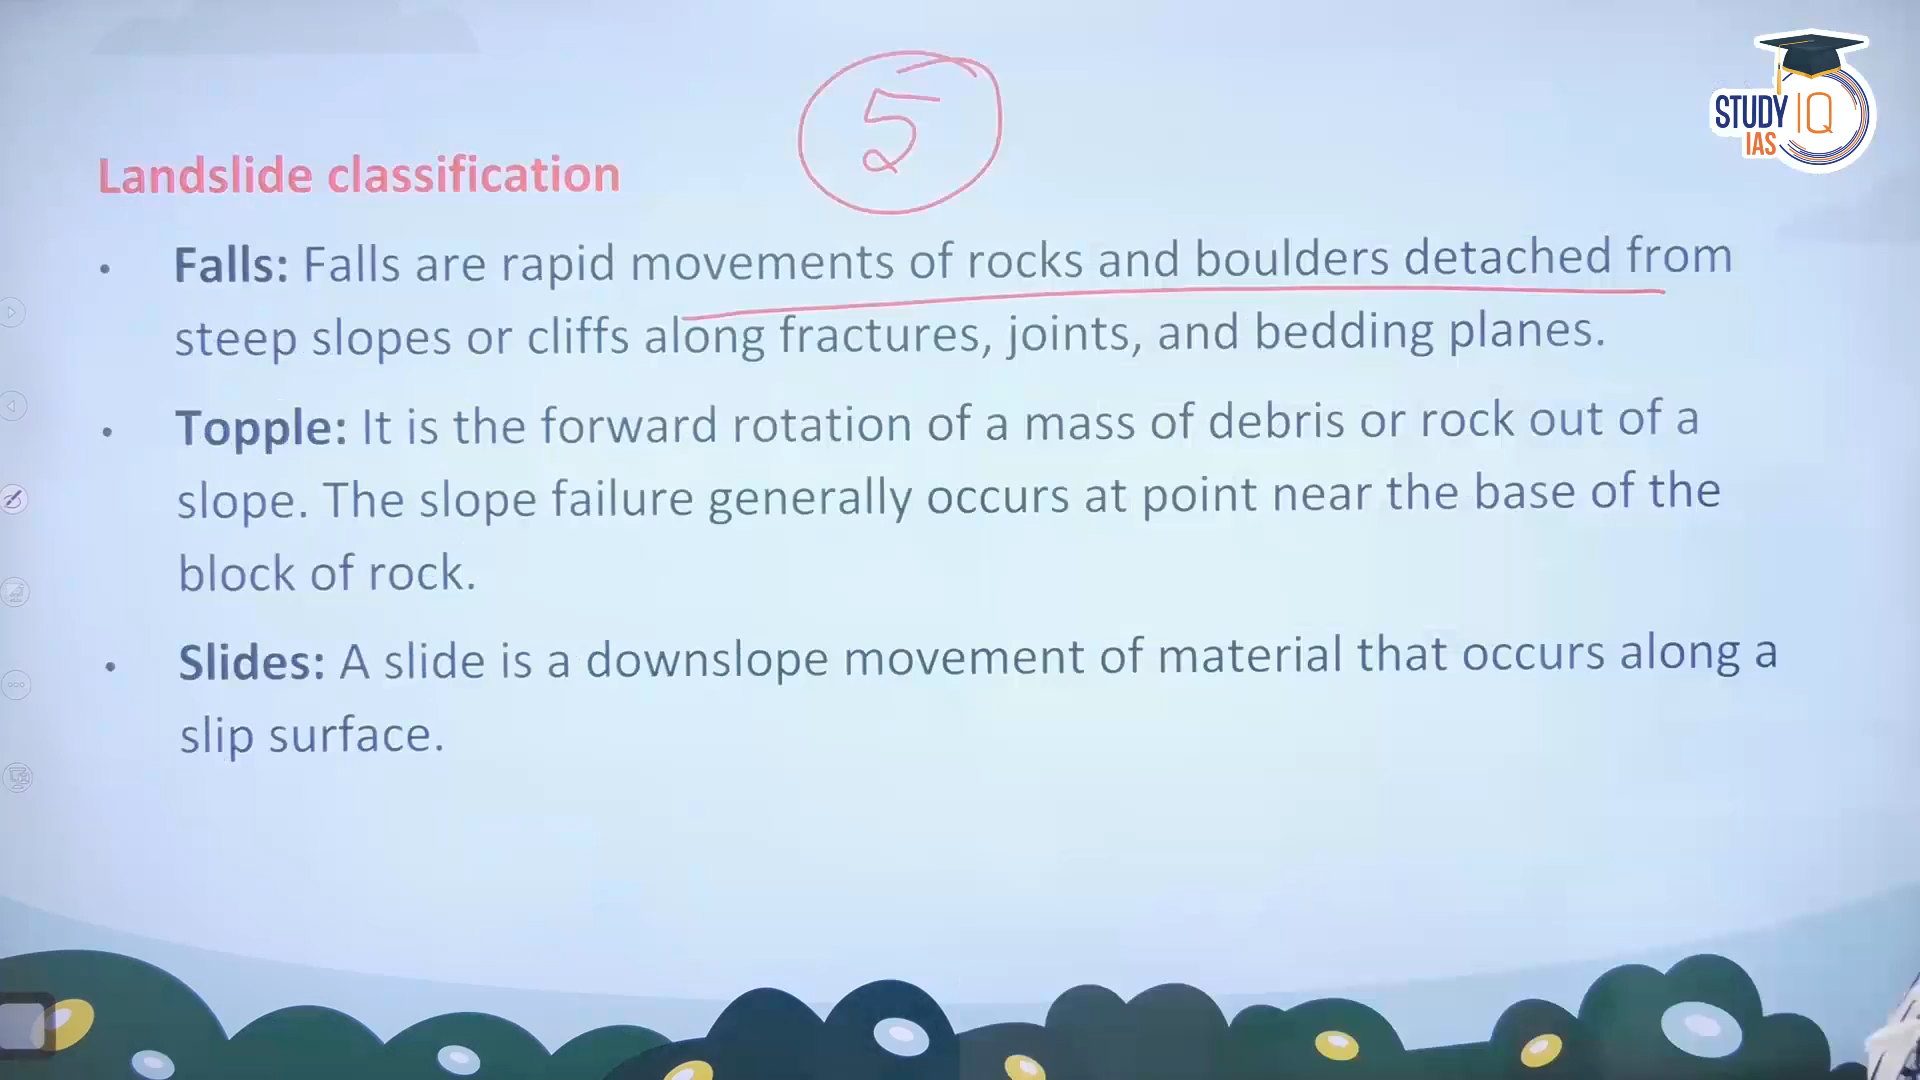 5
STUDY IQ
IAS
Landslide classification
• Falls: Falls are rapid movements of rocks and boulders detached from
steep slopes or cliffs along fractures, joints, and bedding planes.
• Topple: It is the forward rotation of a mass of debris or rock out of a
slope. The slope failure generally occurs at point near the base of the
block of rock.
• Slides: A slide is a downslope movement of material that occurs along a
slip surface.